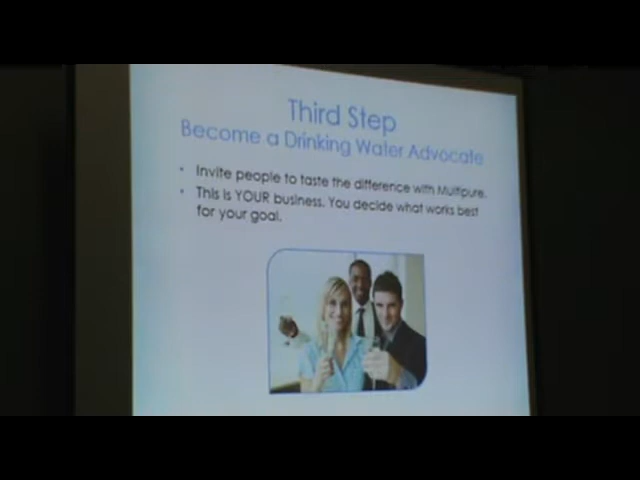 Third Step
Become a Drinking Water Advocate
• Invite people to taste the difference with Multipure.
• This is YOUR business. You decide what works best
for your goal.